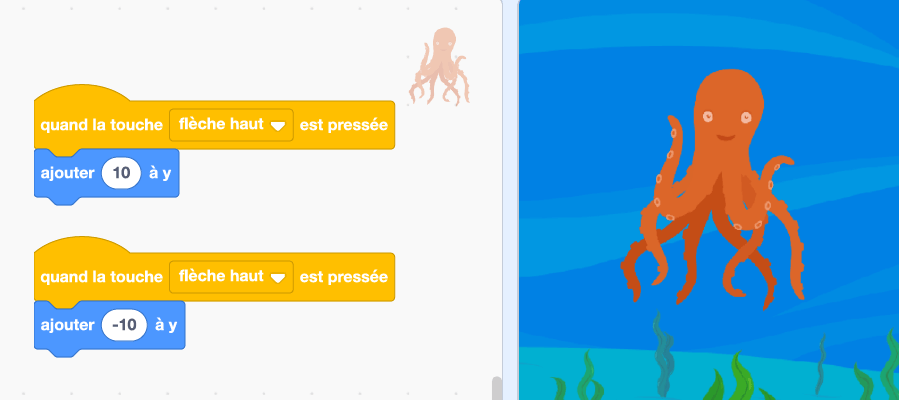 quand la touche flèche haut est pressée
ajouter 10 à y
quand la touche flèche haut est pressée
ajouter -10 à y